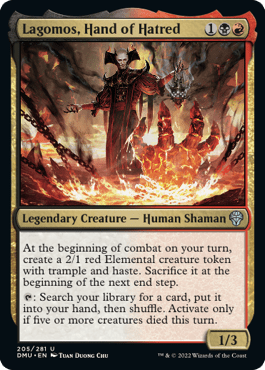 Lagomos, Hand of Hatred 1
Legendary Creature — Human Shaman
At the beginning of combat on your turn,
create a 2/1 red Elemental creature token
with trample and haste. Sacrifice it at
the beginning of the next end step.
: Search your library for a card, put it
into your hand, then shuffle. Activate only
if five or more creatures died this turn.
1/3
205/281 U
DMU • EN Tuan Duong Chu ™ & © 2022 Wizards of the Coast